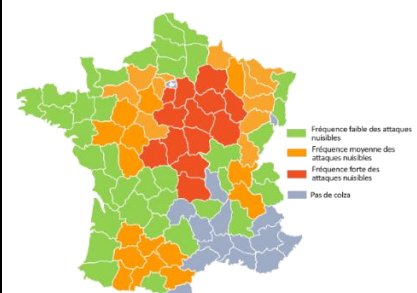 Fréquence faible des attaques
nuisibles
Fréquence moyenne des
attaques nuisibles
Fréquence forte des
attaques nuisibles
Pas de colza